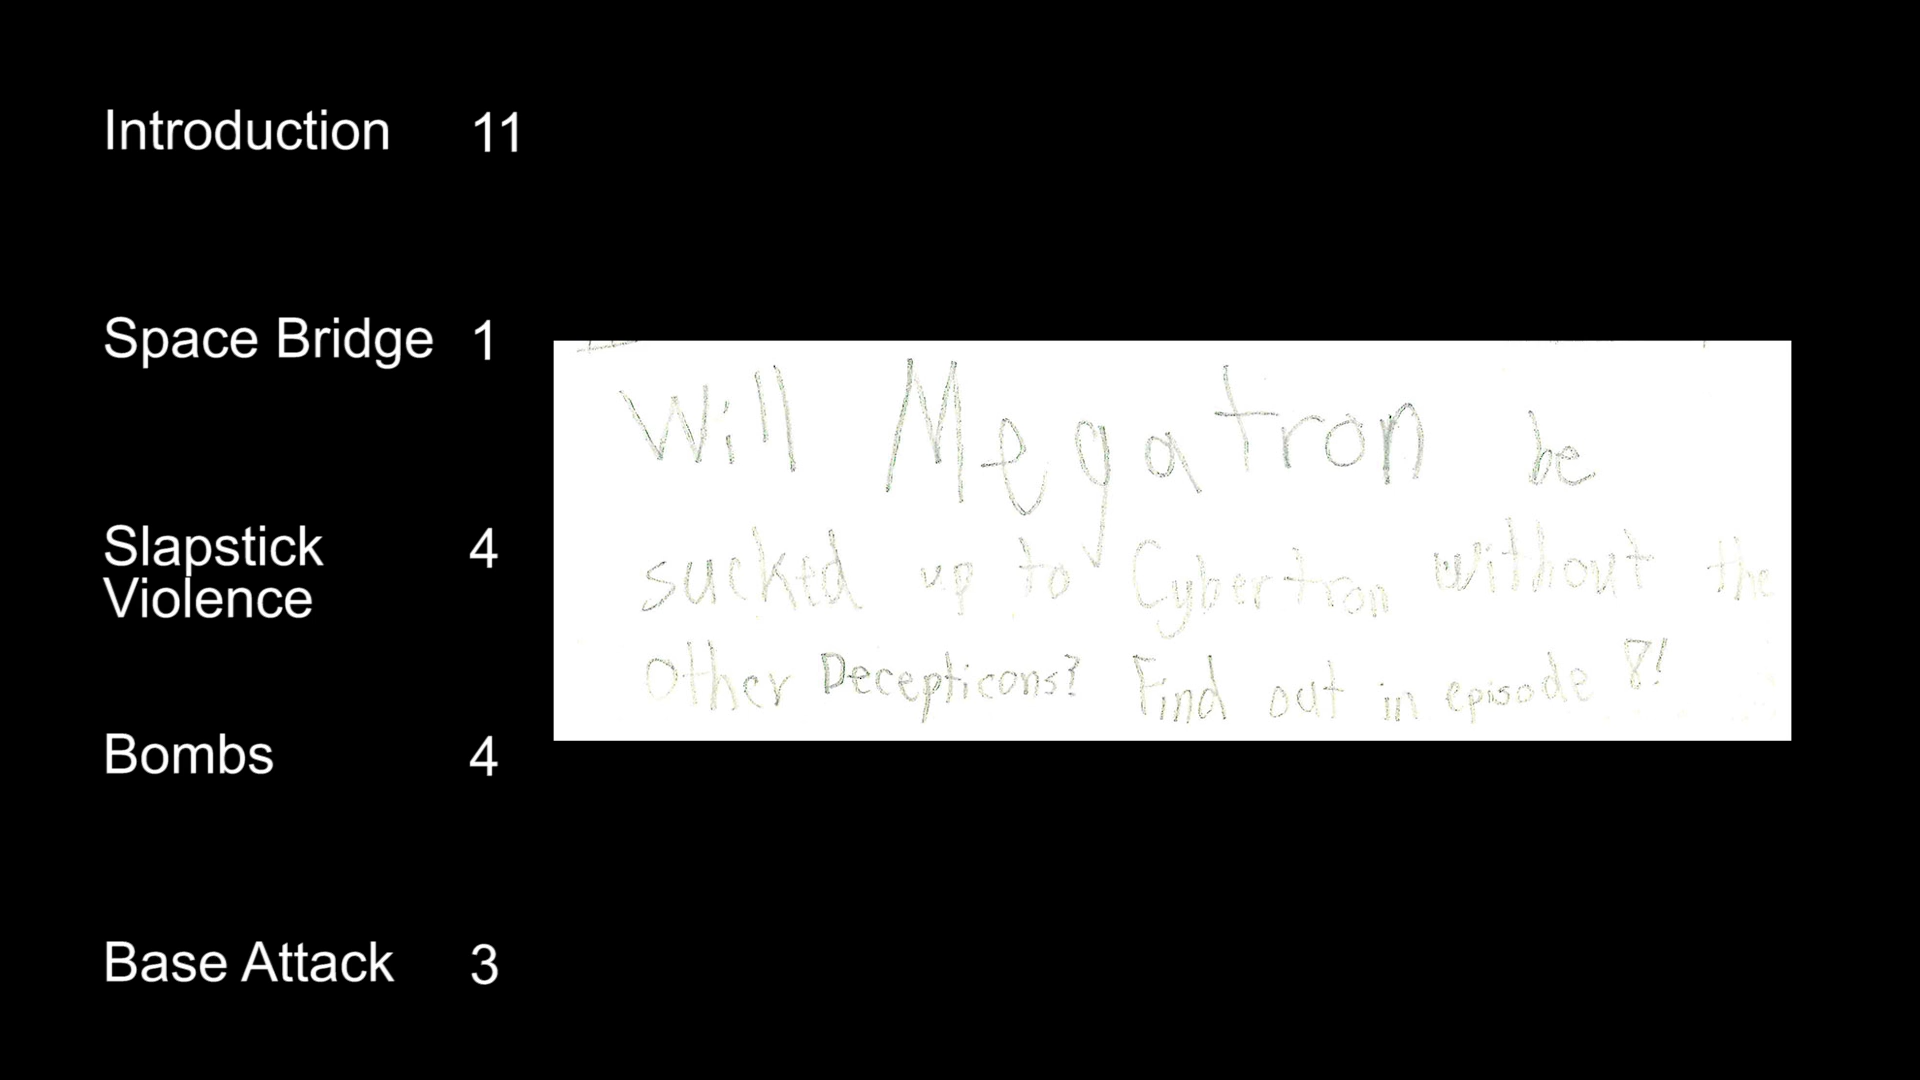 Introduction 11
Space Bridge 1
Will Megatron be
sucked up to Cybertron without the
Other Decepticons? Find out in episode 8!
Slapstick 4
Violence
Bombs 4
Base Attack 3